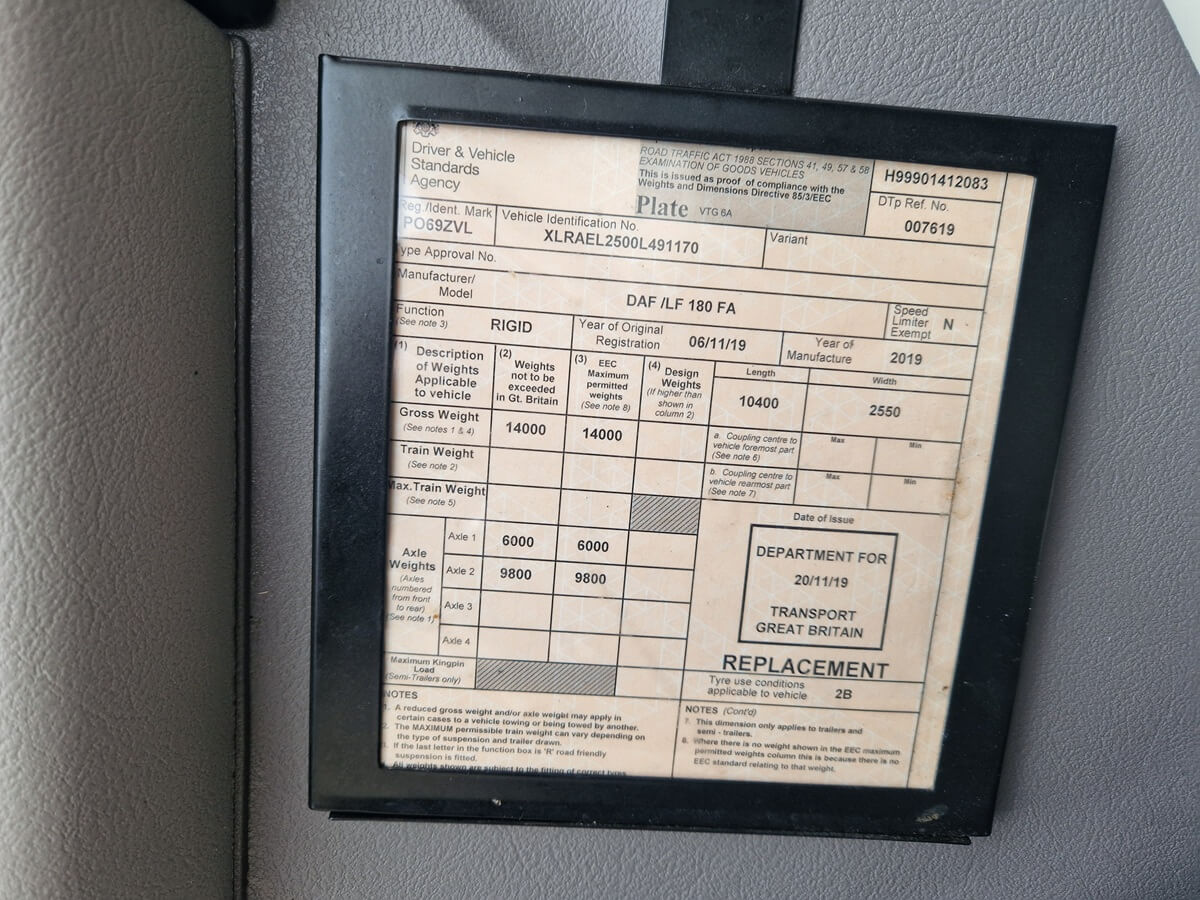 Driver & Vehicle
Standards
Agency
ROAD TRAFFIC ACT 1988 SECTIONS 41, 49, 57 & 58
EXAMINATION OF GOODS VEHICLES
This is issued as proof of compliance with the
Weights and Dimensions Directive 85/3/EEC
Plate VTG 6A
H99901412083
DTp Ref. No.
007619
Reg./Ident. Mark
PO69ZVL
Vehicle Identification No.
XLRAEL2500L491170
Variant
Type Approval No.
Manufacturer/
Model
DAF /LF 180 FA
Speed
Limiter
Exempt
N
Function
(See note 3)
RIGID
Year of Original
Registration
06/11/19
Year of
Manufacture
2019
(1) Description
of Weights
Applicable
to vehicle
(2)
Weights
not to be
exceeded
in Gt. Britain
(3) EEC
Maximum
permitted
weights
(See note 8)
(4) Design
Weights
(If higher than
shown in
column 2)
Length
10400
Width
2550
Gross Weight
(See notes 1 & 4)
14000
14000
a. Coupling centre to
vehicle foremost part
(See note 6)
Max
Min
Train Weight
(See note 2)
b. Coupling centre to
vehicle rearmost part
(See note 7)
Max
Min
Max.Train Weight
(See note 5)
Axle
Weights
(Axles
numbered
from front
to rear)
(See note 1)
Axle 1
6000
6000
Axle 2
9800
9800
Axle 3
Axle 4
Maximum Kingpin
Load
(Semi-Trailers only)
Date of Issue
DEPARTMENT FOR
20/11/19
TRANSPORT
GREAT BRITAIN
REPLACEMENT
Tyre use conditions
applicable to vehicle 2B
NOTES
1. A reduced gross weight and/or axle weight may apply in
certain cases to a vehicle towing or being towed by another.
2. The MAXIMUM permissible train weight can vary depending on
the type of suspension and trailer drawn.
3. If the last letter in the function box is 'R' road friendly
suspension is fitted.
All weights shown are subject to the fitting of correct tyres
NOTES (Cont'd)
7. This dimension only applies to trailers and
semi - trailers.
8. Where there is no weight shown in the EEC maximum
permitted weights column this is because there is no
EEC standard relating to that weight.